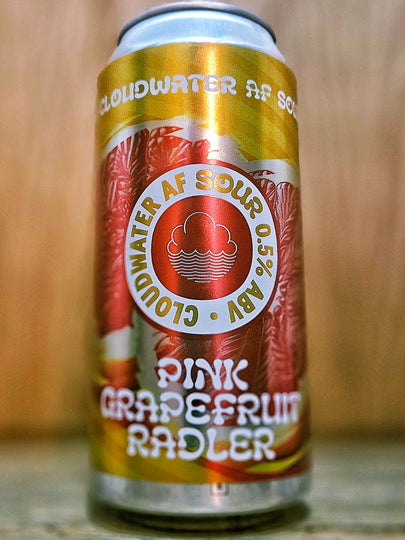 CLOUDWATER AF SO
CLOUDWATER AF SOUR 0.5% ABV •
PINK
GRAPEFRUIT
RADLER